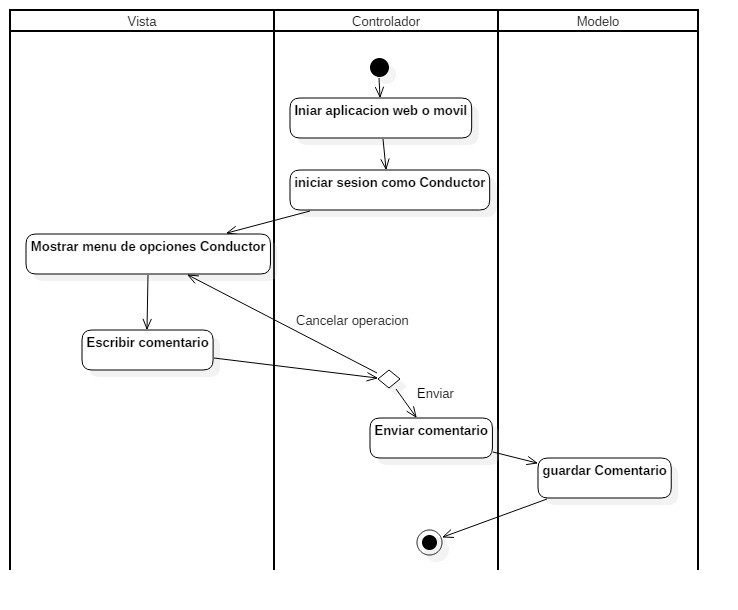 Vista
Controlador
Modelo
Iniar aplicacion web o movil
iniciar sesion como Conductor
Mostrar menu de opciones Conductor
Cancelar operacion
Escribir comentario
Enviar
Enviar comentario
guardar Comentario